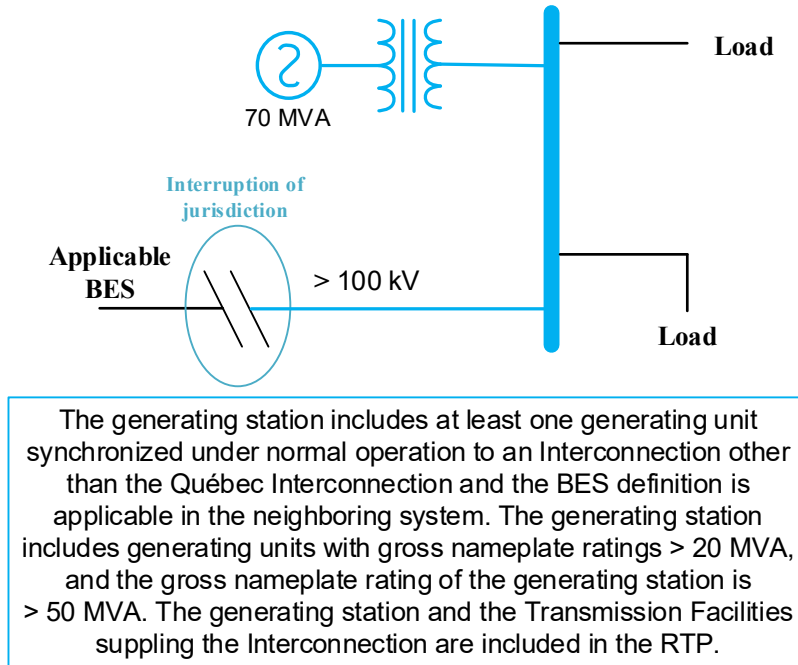 Load
70 MVA
Interruption of
jurisdiction
Applicable
BES
> 100 kV
Load
The generating station includes at least one generating unit
synchronized under normal operation to an Interconnection other
than the Québec Interconnection and the BES definition is
applicable in the neighboring system. The generating station
includes generating units with gross nameplate ratings > 20 MVA,
and the gross nameplate rating of the generating station is
> 50 MVA. The generating station and the Transmission Facilities
suppling the Interconnection are included in the RTP.